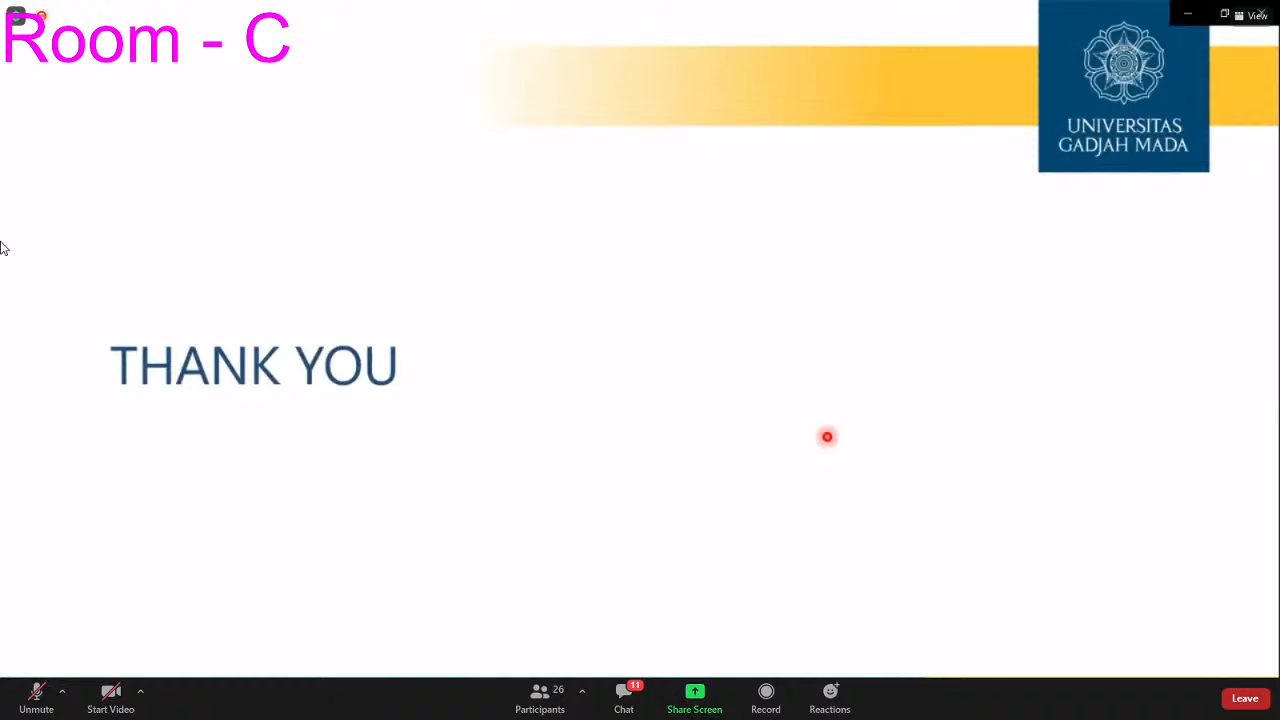 Room - C
View
UNIVERSITAS
GADJAH MADA
THANK YOU
Unmute
Start Video
26
Participants
11
Chat
Share Screen
Record
Reactions
Leave